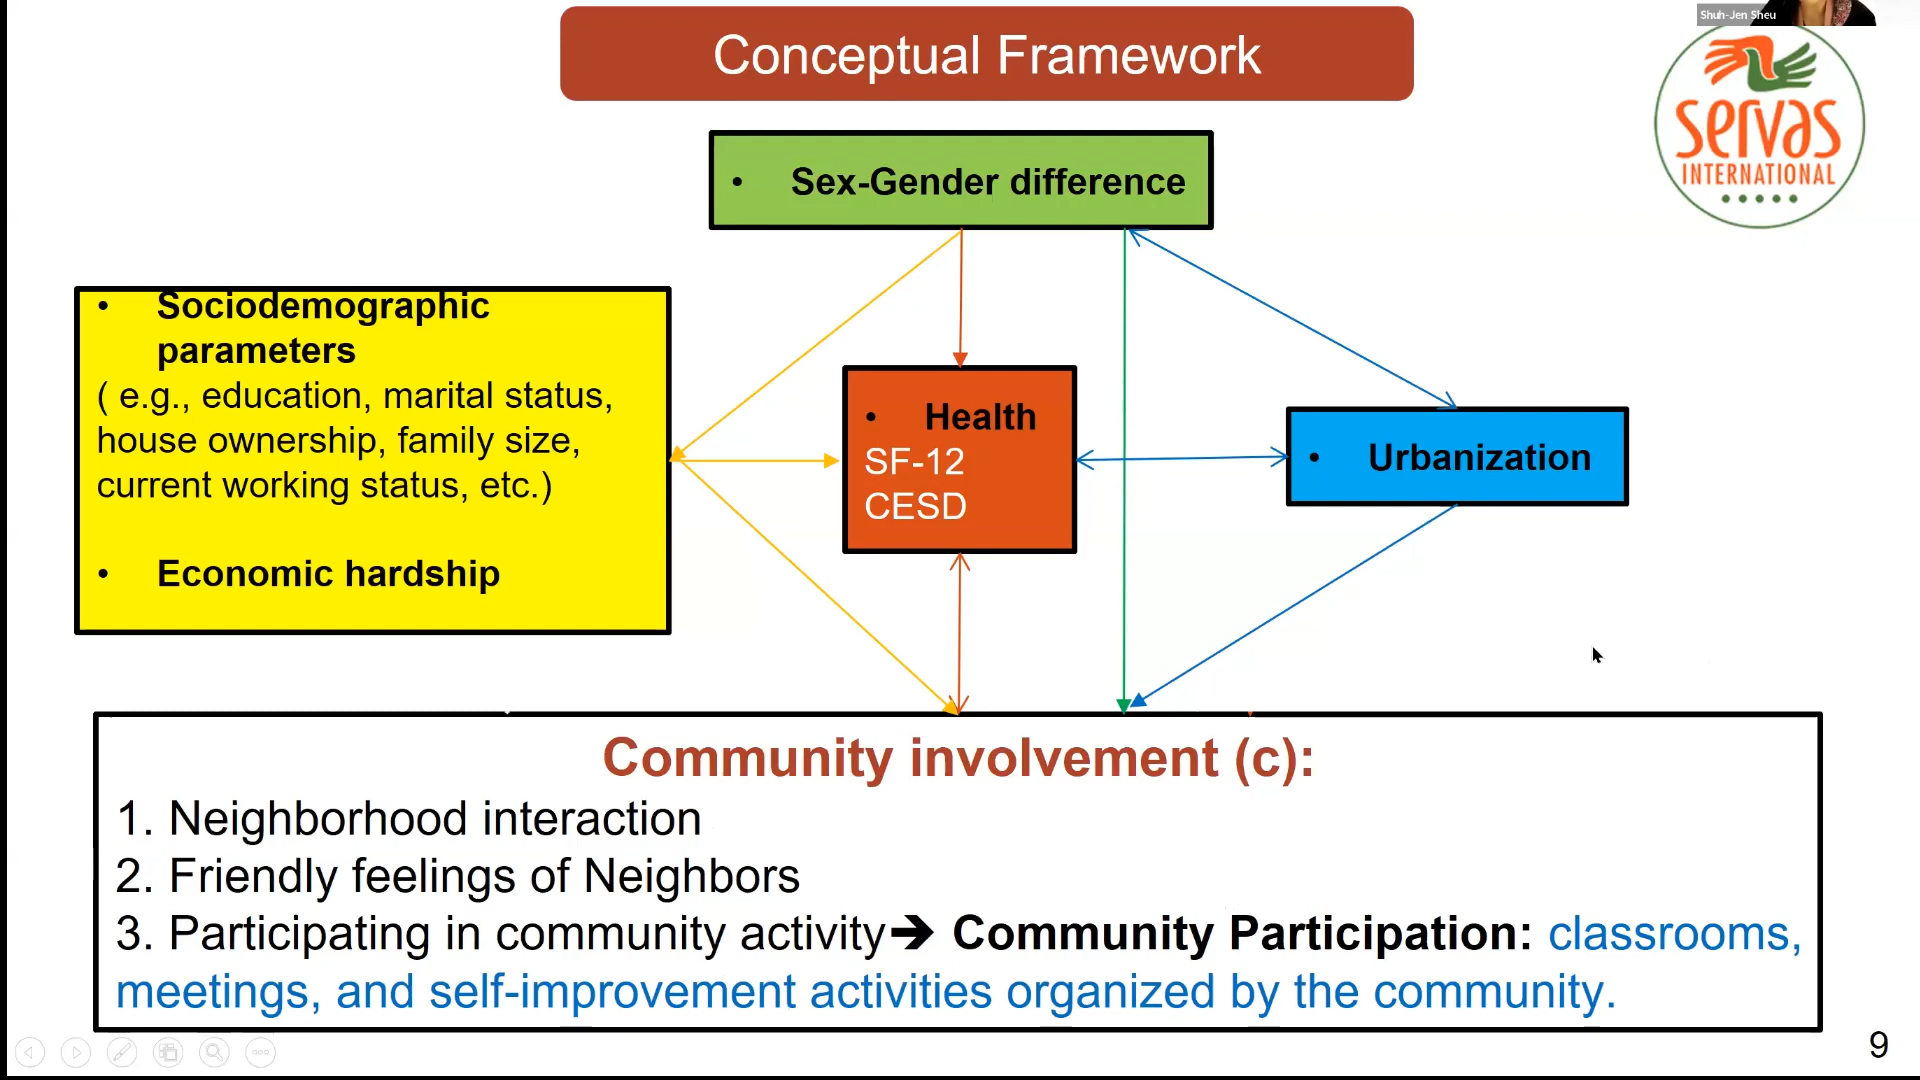 Shuh-Jen Sheu
Conceptual Framework
servas
INTERNATIONAL
• Sex-Gender difference
• Sociodemographic
parameters
( e.g., education, marital status,
house ownership, family size,
current working status, etc.)
• Economic hardship
• Health
SF-12
CESD
• Urbanization
Community involvement (c):
1. Neighborhood interaction
2. Friendly feelings of Neighbors
3. Participating in community activity➔ Community Participation: classrooms,
meetings, and self-improvement activities organized by the community.
9